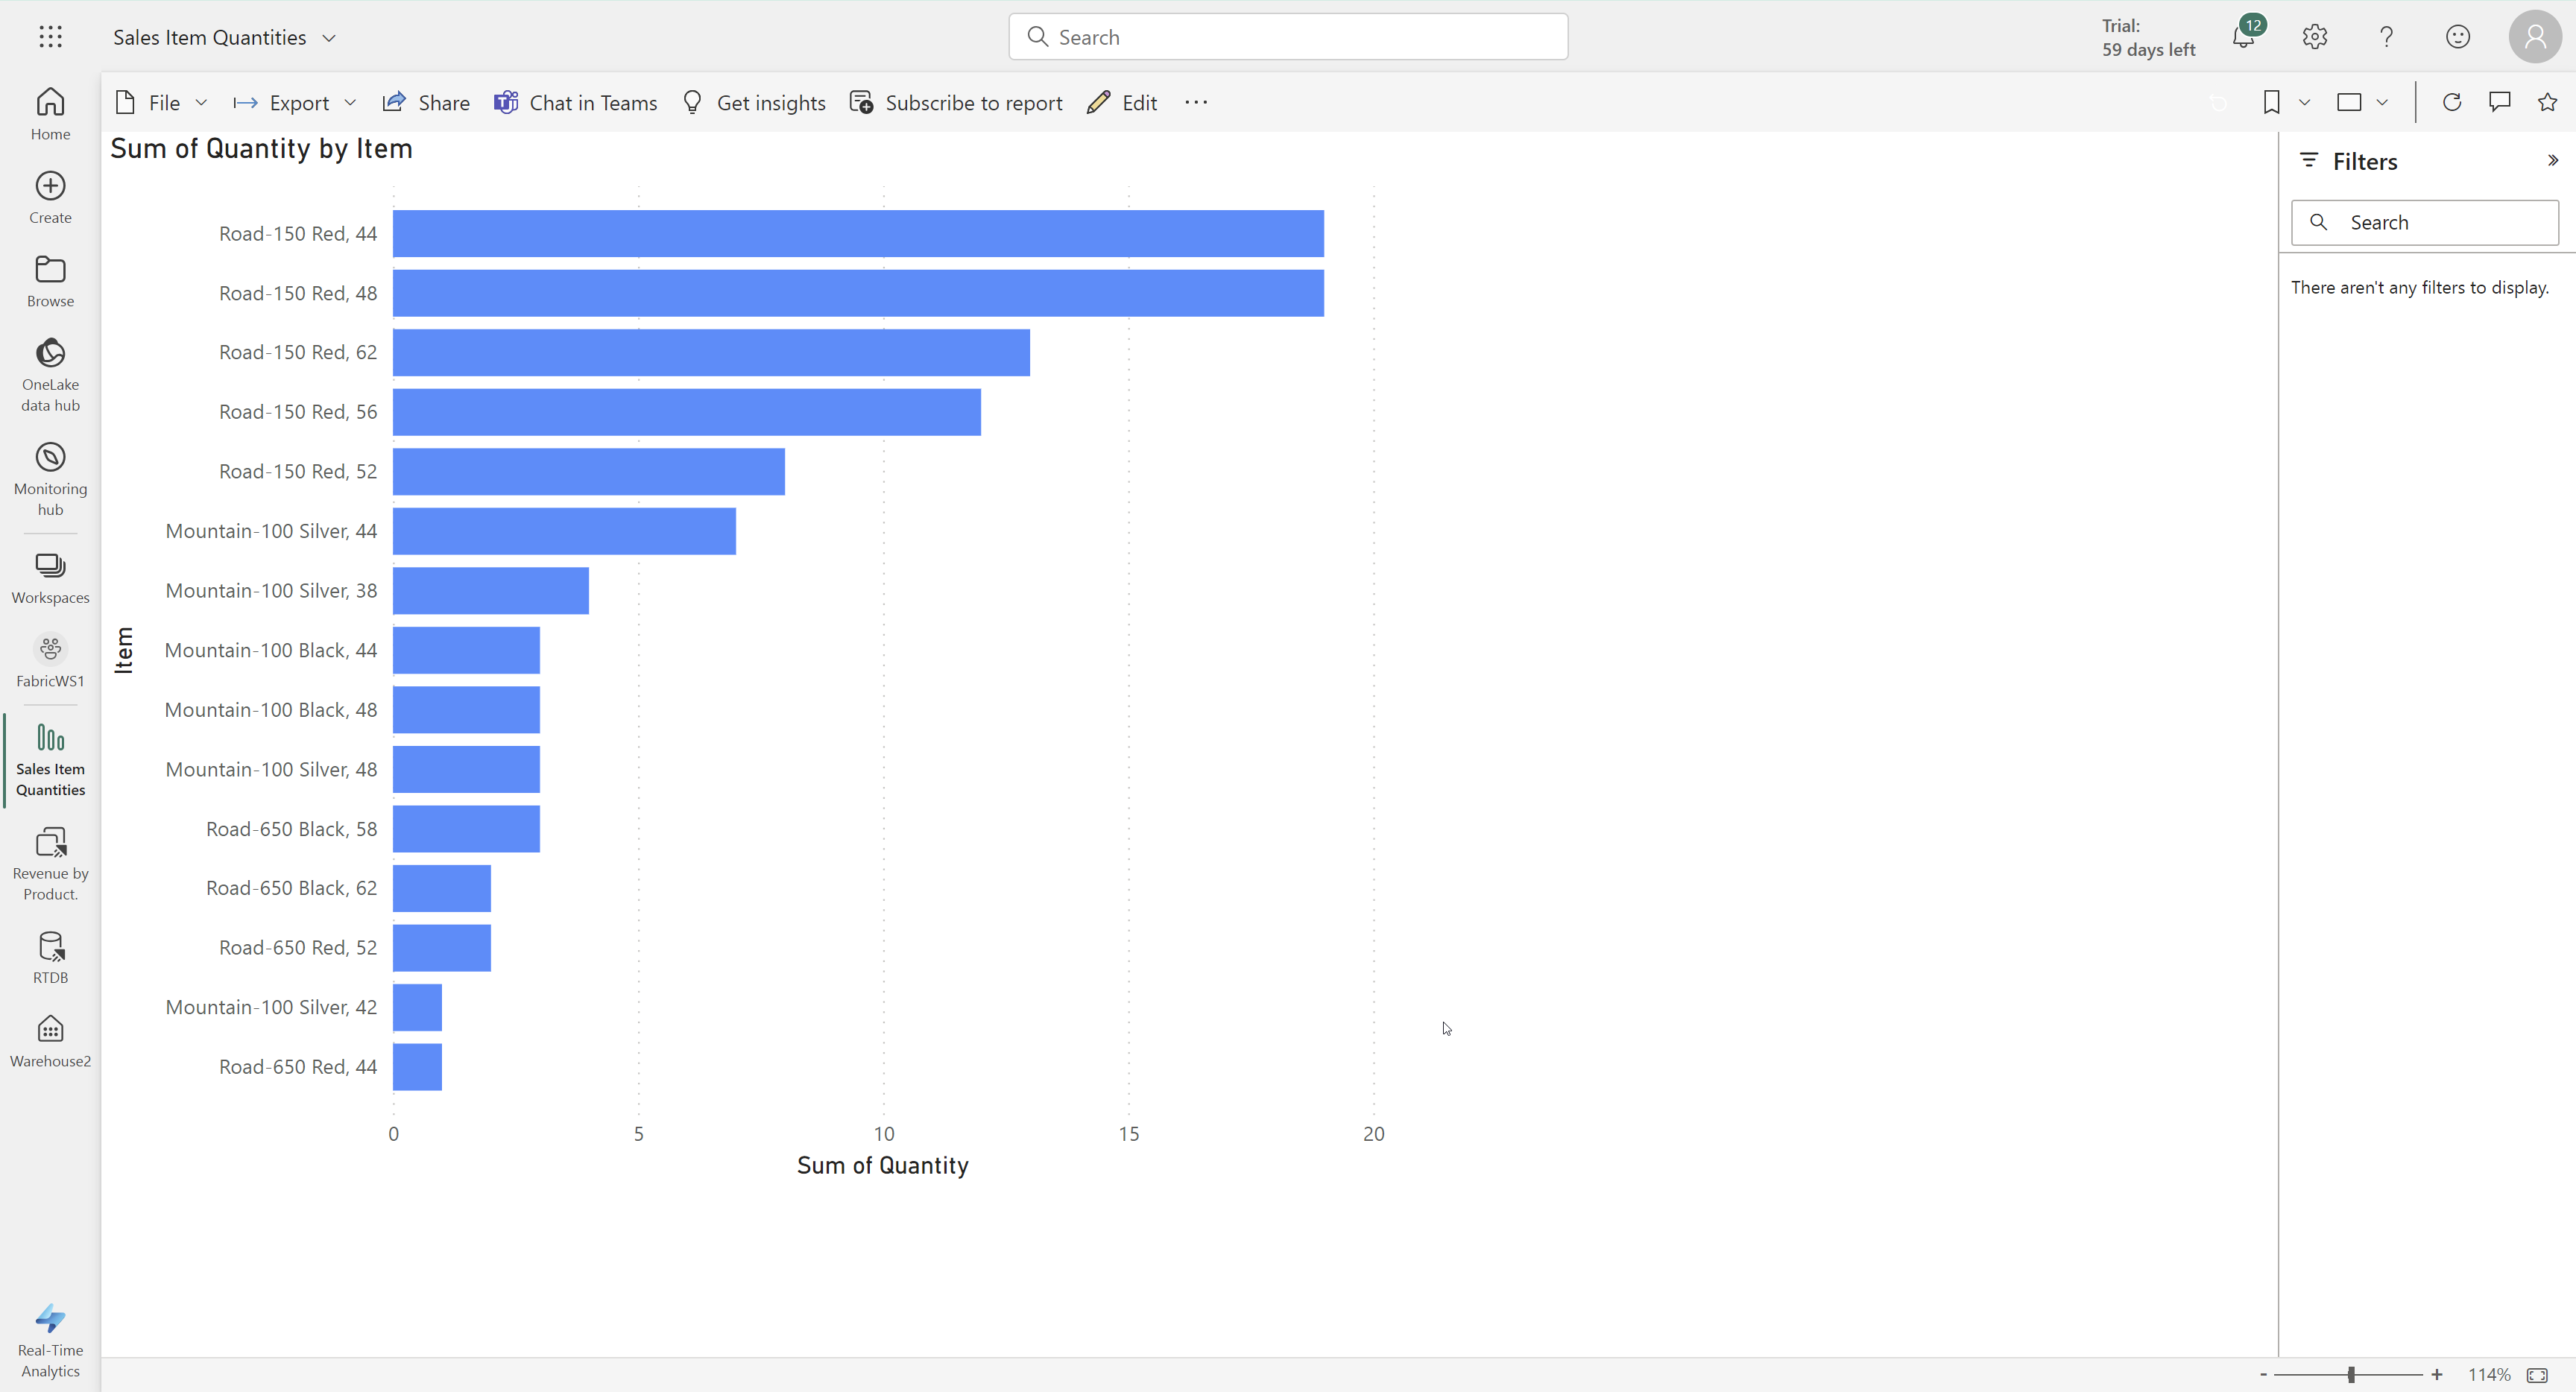 Sales Item Quantities
Search
Trial:
59 days left
12
File
Export
Share
Chat in Teams
Get insights
Subscribe to report
Edit
Home
Create
Browse
OneLake
data hub
Monitoring
hub
Workspaces
FabricWS1
Sales Item
Quantities
Revenue by
Product.
RTDB
Warehouse2
Real-Time
Analytics
Sum of Quantity by Item
Item
Road-150 Red, 44
Road-150 Red, 48
Road-150 Red, 62
Road-150 Red, 56
Road-150 Red, 52
Mountain-100 Silver, 44
Mountain-100 Silver, 38
Mountain-100 Black, 44
Mountain-100 Black, 48
Mountain-100 Silver, 48
Road-650 Black, 58
Road-650 Black, 62
Road-650 Red, 52
Mountain-100 Silver, 42
Road-650 Red, 44
0 5 10 15 20
Sum of Quantity
Filters
Search
There aren't any filters to display.
- + 114%